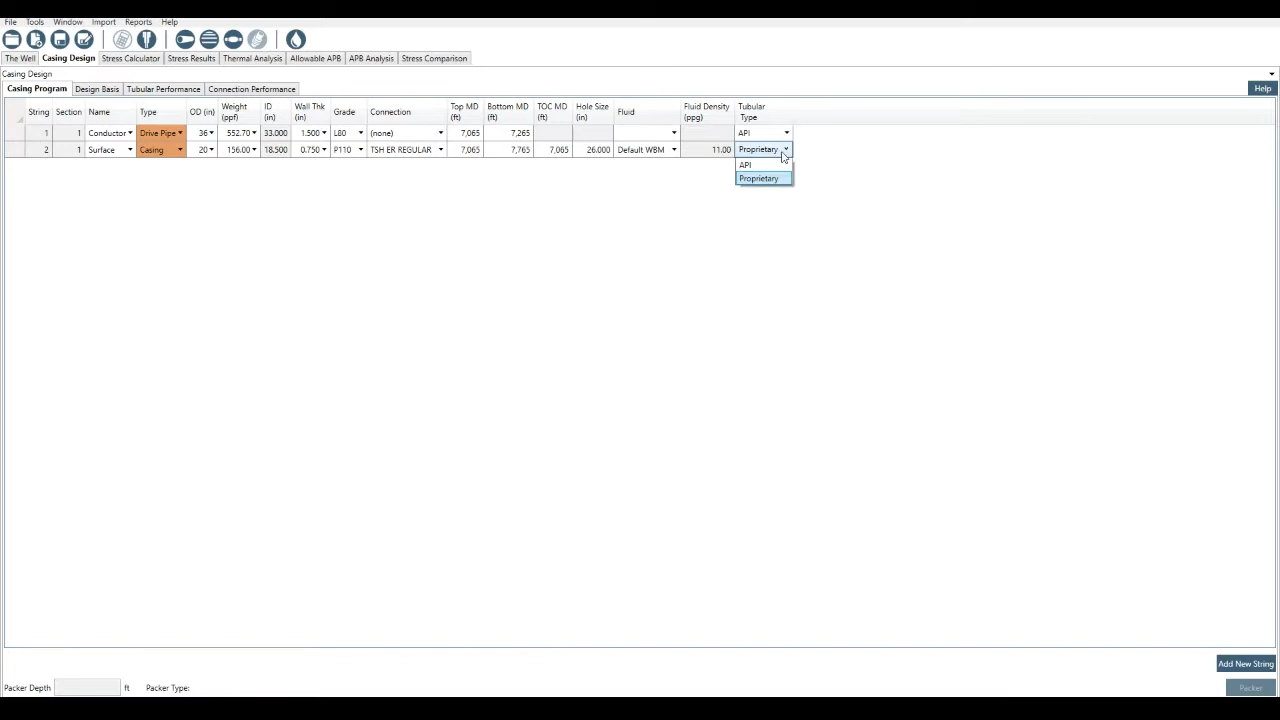 File Tools Window Import Reports Help
The Well Casing Design Stress Calculator Stress Results Thermal Analysis Allowable APB APB Analysis Stress Comparison
Casing Design
Casing Program Design Basis Tubular Performance Connection Performance Help
String Section Name Type OD (in) Weight (ppf) ID (in) Wall Thk (in) Grade Connection Top MD (ft) Bottom MD (ft) TOC MD (ft) Hole Size (in) Fluid Fluid Density (ppg) Tubular Type
1 1 Conductor Drive Pipe 36 552.70 33.000 1.500 L80 (none) 7,065 7,265 API
2 1 Surface Casing 20 156.00 18.500 0.750 P110 TSH ER REGULAR 7,065 7,765 7,065 26.000 Default WBM 11.00 Proprietary
API
Proprietary
Add New String
Packer Depth ft Packer Type: Packer